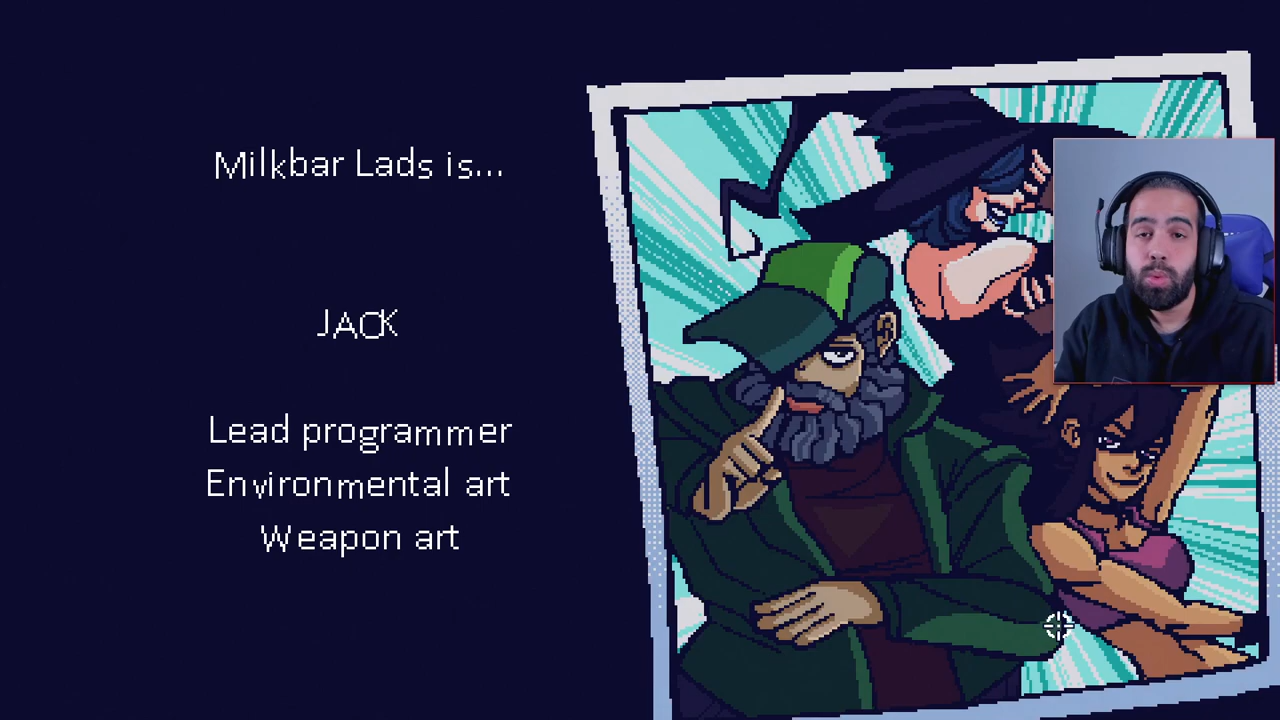 Milkbar Lads is...
JACK
Lead programmer
Environmental art
Weapon art